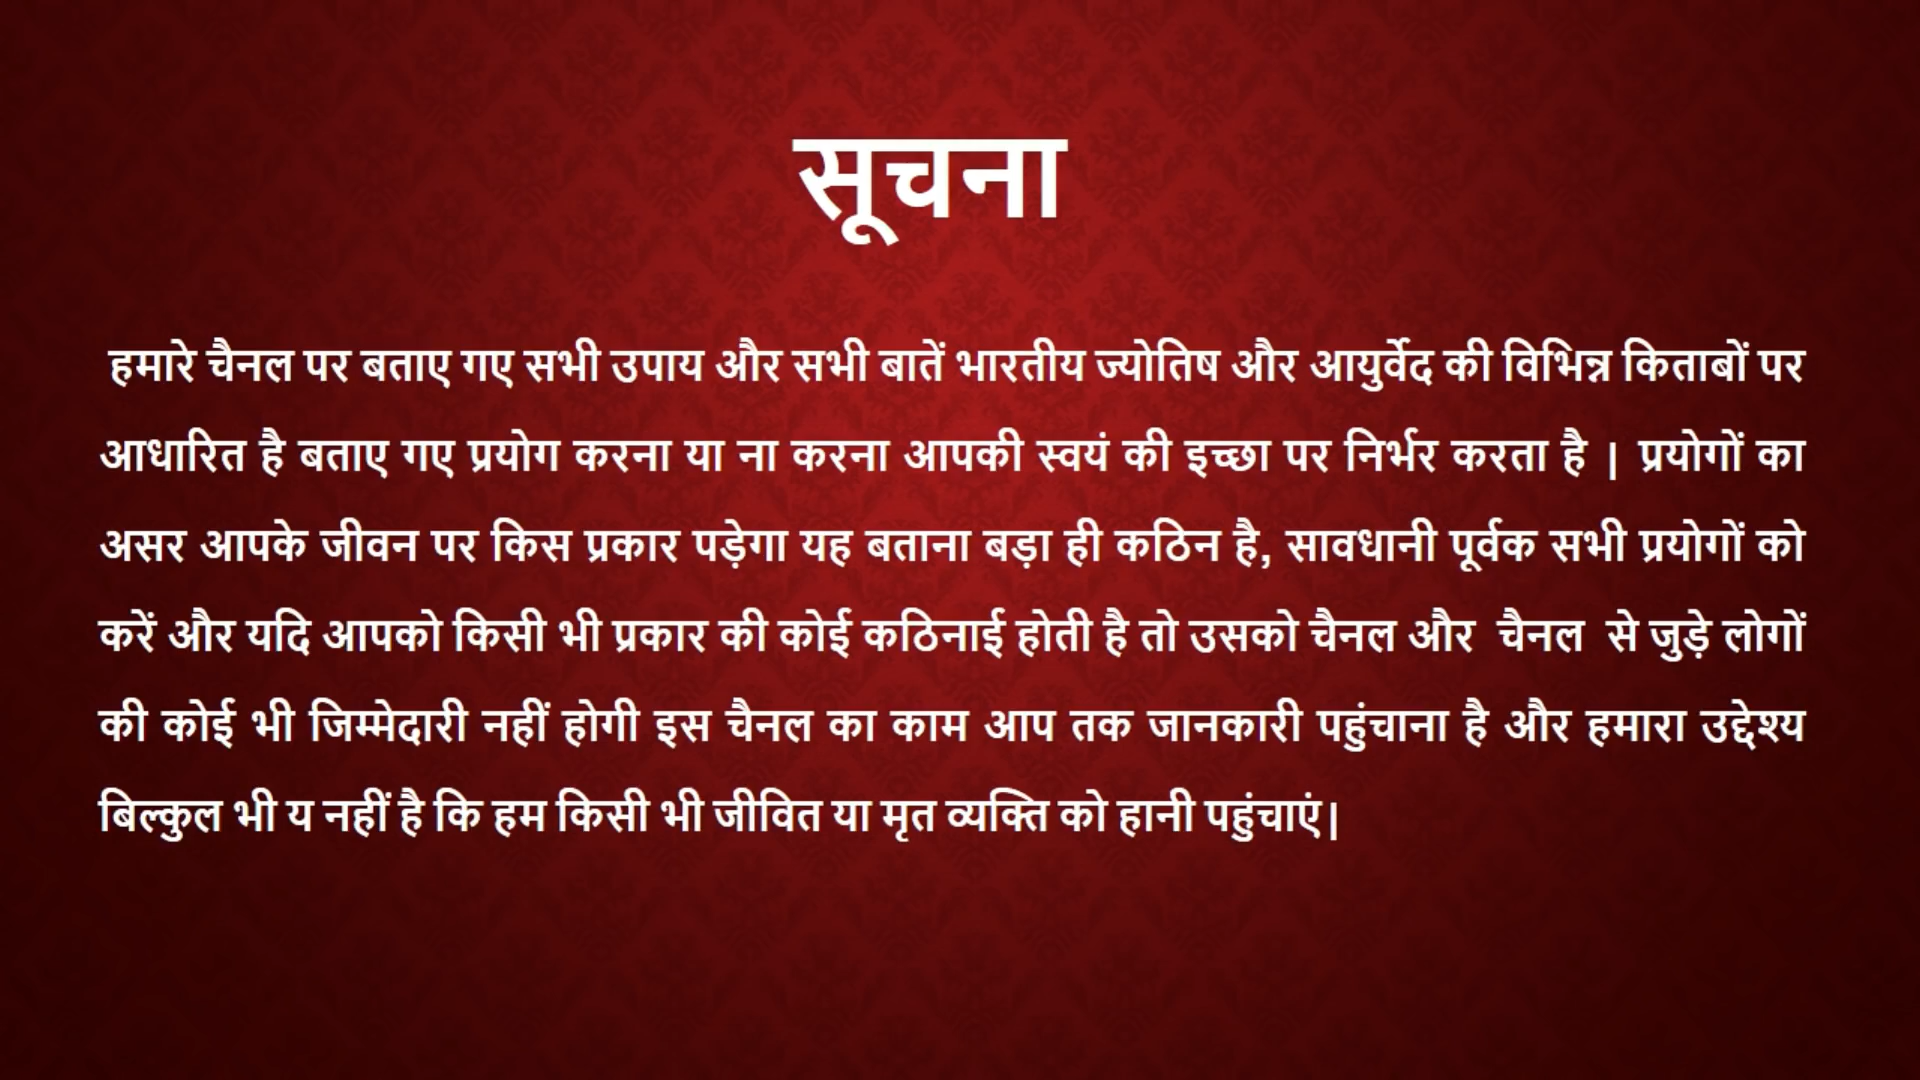 सूचना
हमारे चैनल पर बताए गए सभी उपाय और सभी बातें भारतीय ज्योतिष और आयुर्वेद की विभिन्न किताबों पर
आधारित है बताए गए प्रयोग करना या ना करना आपकी स्वयं की इच्छा पर निर्भर करता है | प्रयोगों का
असर आपके जीवन पर किस प्रकार पड़ेगा यह बताना बड़ा ही कठिन है, सावधानी पूर्वक सभी प्रयोगों को
करें और यदि आपको किसी भी प्रकार की कोई कठिनाई होती है तो उसको चैनल और चैनल से जुड़े लोगों
की कोई भी जिम्मेदारी नहीं होगी इस चैनल का काम आप तक जानकारी पहुंचाना है और हमारा उद्देश्य
बिल्कुल भी य नहीं है कि हम किसी भी जीवित या मृत व्यक्ति को हानी पहुंचाएं|